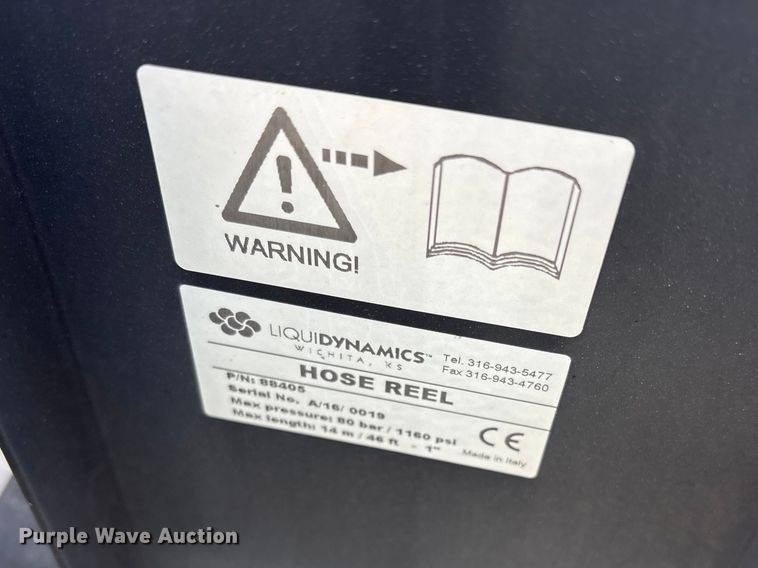 WARNING!
LIQUIDYNAMICS™
WICHITA, KS
Tel. 316-943-5477
Fax 316-943-4760
HOSE REEL
P/N: 88405
Serial No. A/16/ 0019
Max pressure: 80 bar / 1160 psi
Max length: 14 m / 46 ft - 1"
CE
Made in Italy
Purple Wave Auction